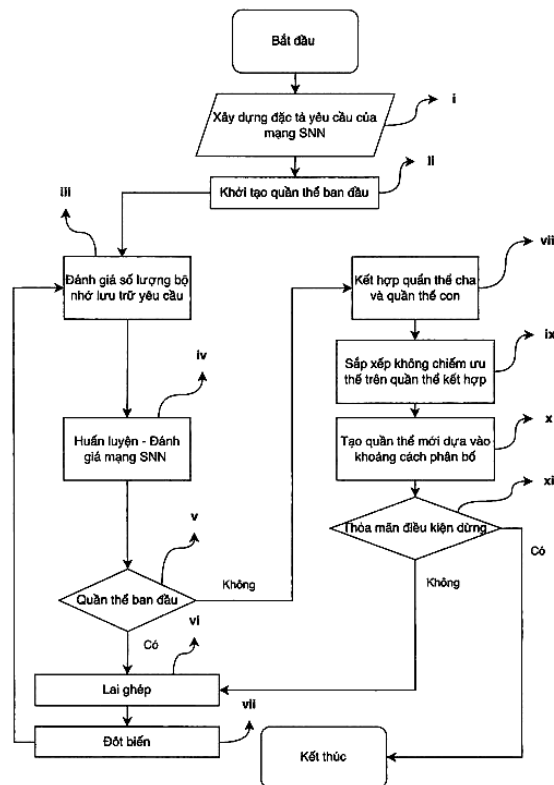 Bắt đầu
Xây dựng đặc tả yêu cầu của
mạng SNN
i
Khởi tạo quần thể ban đầu
ii
iii
Đánh giá số lượng bộ
nhớ lưu trữ yêu cầu
iv
Huấn luyện - Đánh
giá mạng SNN
v
Quần thể ban đầu
Không
Có
vi
Lai ghép
vii
Đột biến
vii
Kết hợp quần thể cha
và quần thể con
ix
Sắp xếp không chiếm ưu
thế trên quần thể kết hợp
x
Tạo quần thể mới dựa vào
khoảng cách phân bố
xi
Thỏa mãn điều kiện dừng
Có
Không
Kết thúc